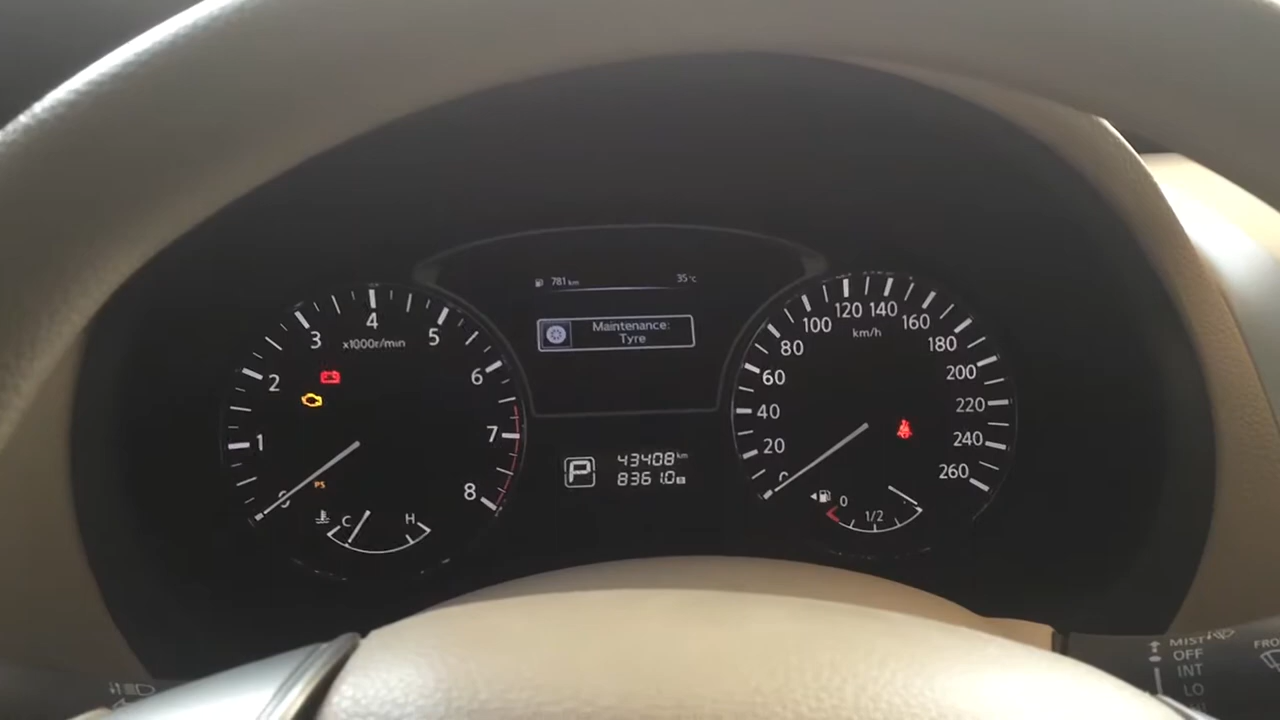 781 km 35°C
Maintenance:
Tyre
0 1 2 3 4 5 6 7 8
x1000r/min
PS
C H
P
43408 km
8361.0
0 20 40 60 80 100 120 140 160 180 200 220 240 260
km/h
0 1/2
MIST
OFF
INT
LO